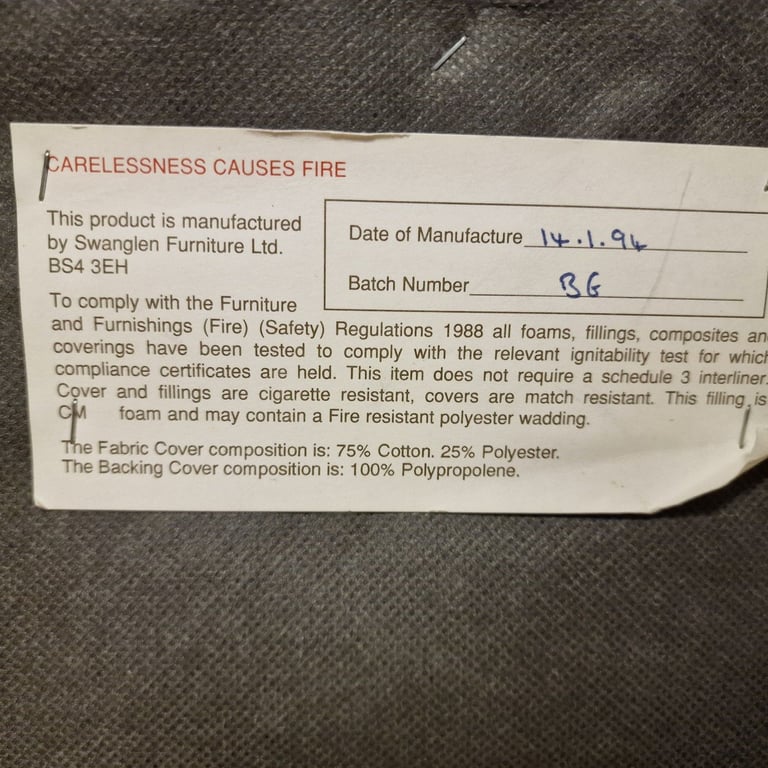 CARELESSNESS CAUSES FIRE
This product is manufactured
by Swanglen Furniture Ltd.
BS4 3EH
Date of Manufacture 14.1.94
Batch Number BG
To comply with the Furniture
and Furnishings (Fire) (Safety) Regulations 1988 all foams, fillings, composites an
coverings have been tested to comply with the relevant ignitability test for which
compliance certificates are held. This item does not require a schedule 3 interliner.
Cover and fillings are cigarette resistant, covers are match resistant. This filling is
CM foam and may contain a Fire resistant polyester wadding.
The Fabric Cover composition is: 75% Cotton. 25% Polyester.
The Backing Cover composition is: 100% Polypropolene.